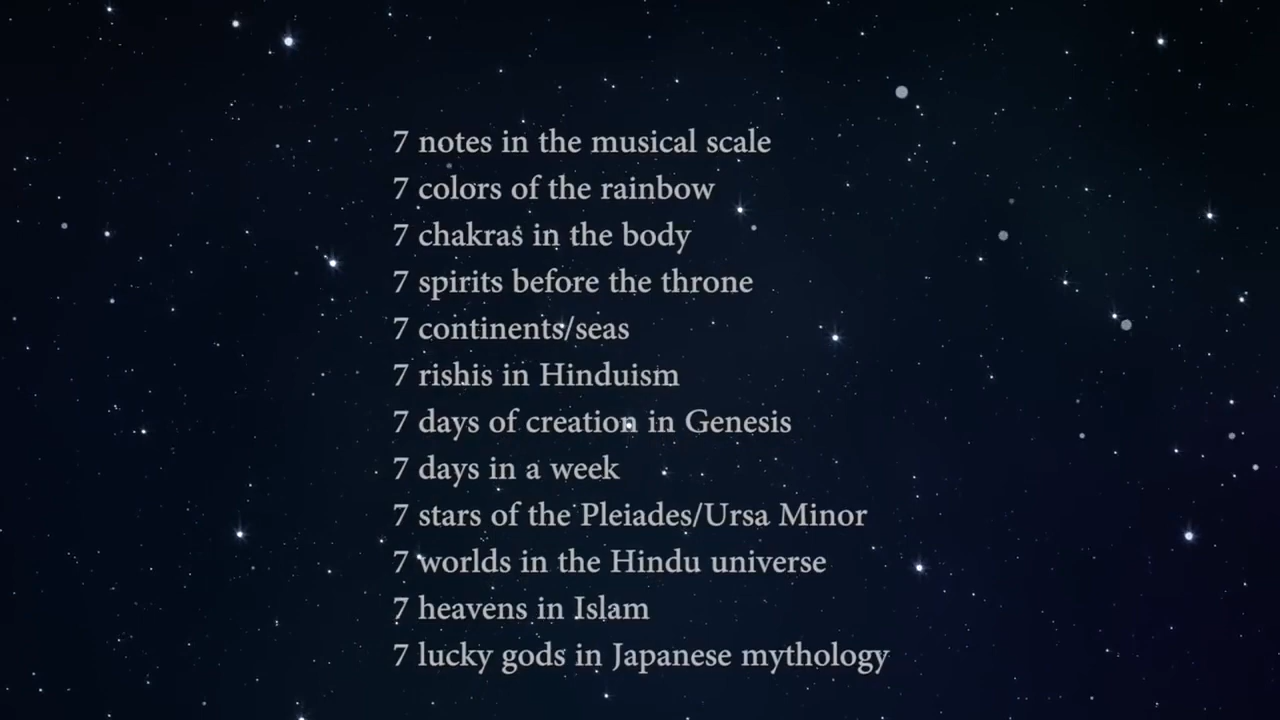 7 notes in the musical scale
7 colors of the rainbow
7 chakras in the body
7 spirits before the throne
7 continents/seas
7 rishis in Hinduism
7 days of creation in Genesis
7 days in a week
7 stars of the Pleiades/Ursa Minor
7 worlds in the Hindu universe
7 heavens in Islam
7 lucky gods in Japanese mythology